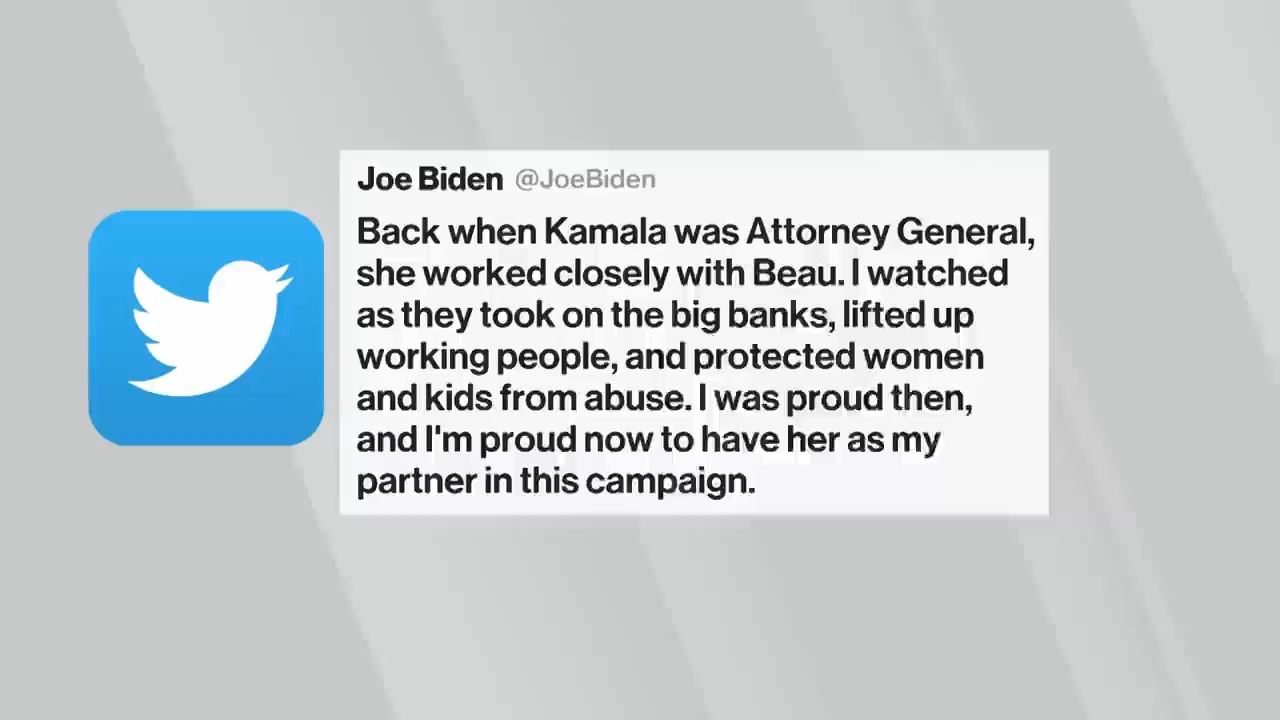 Joe Biden @JoeBiden
Back when Kamala was Attorney General,
she worked closely with Beau. I watched
as they took on the big banks, lifted up
working people, and protected women
and kids from abuse. I was proud then,
and I'm proud now to have her as my
partner in this campaign.